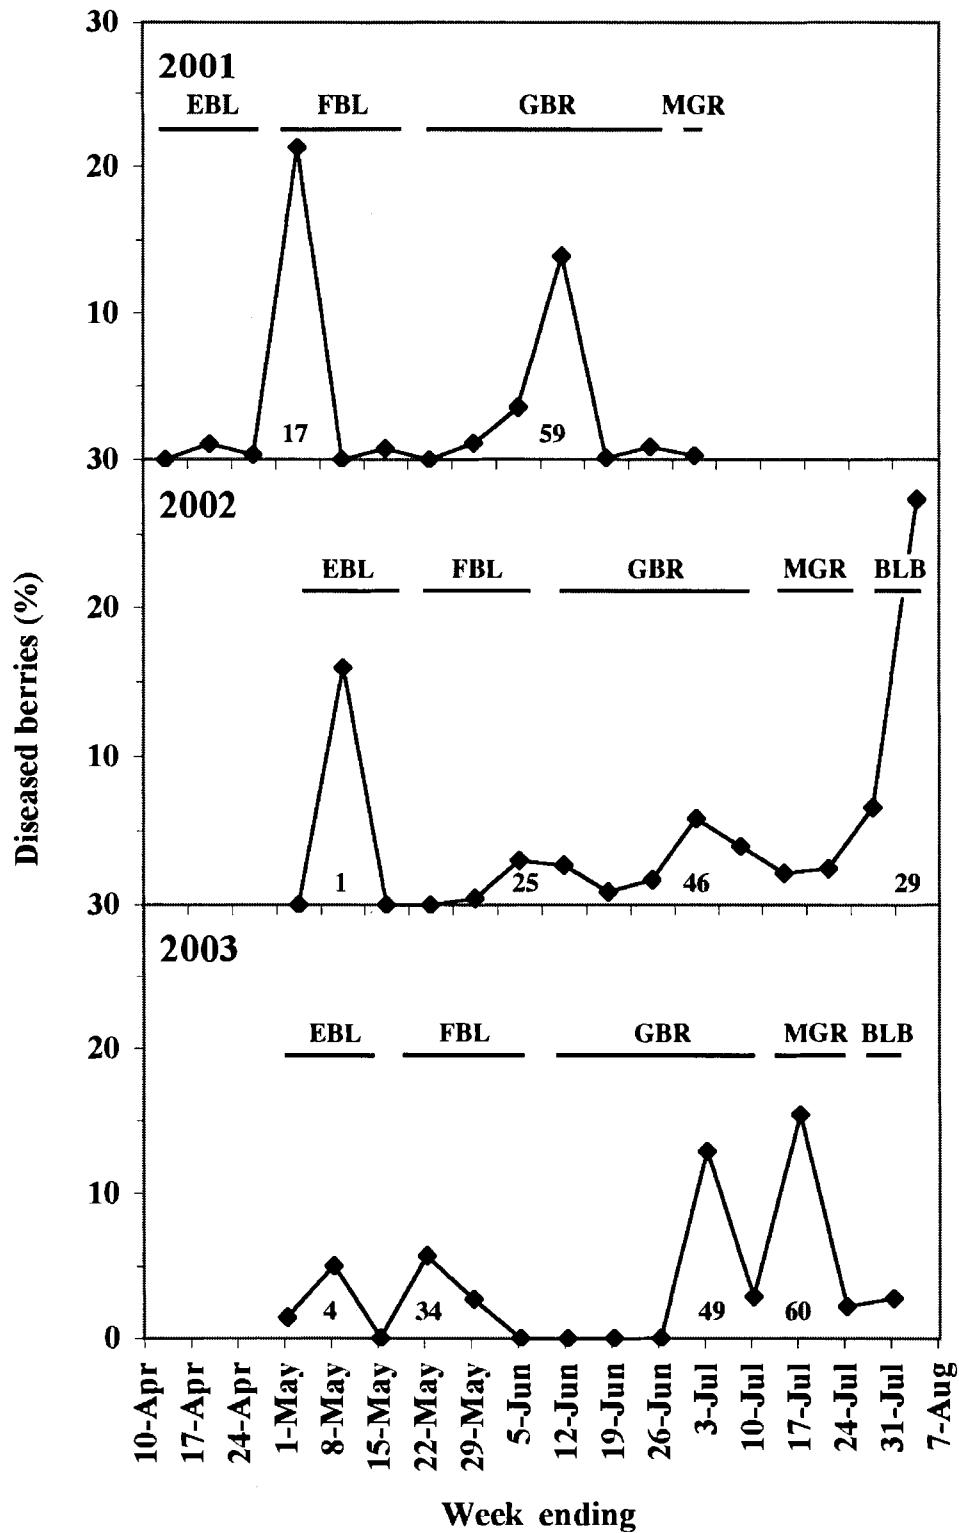 30
2001
EBL FBL GBR MGR
20
10
17 59
30
2002
EBL FBL GBR MGR BLB
20
10
1 25 46 29
30
2003
EBL FBL GBR MGR BLB
20
10
4 34 49 60
0
Diseased berries (%)
10-Apr 17-Apr 24-Apr 1-May 8-May 15-May 22-May 29-May 5-Jun 12-Jun 19-Jun 26-Jun 3-Jul 10-Jul 17-Jul 24-Jul 31-Jul 7-Aug
Week ending